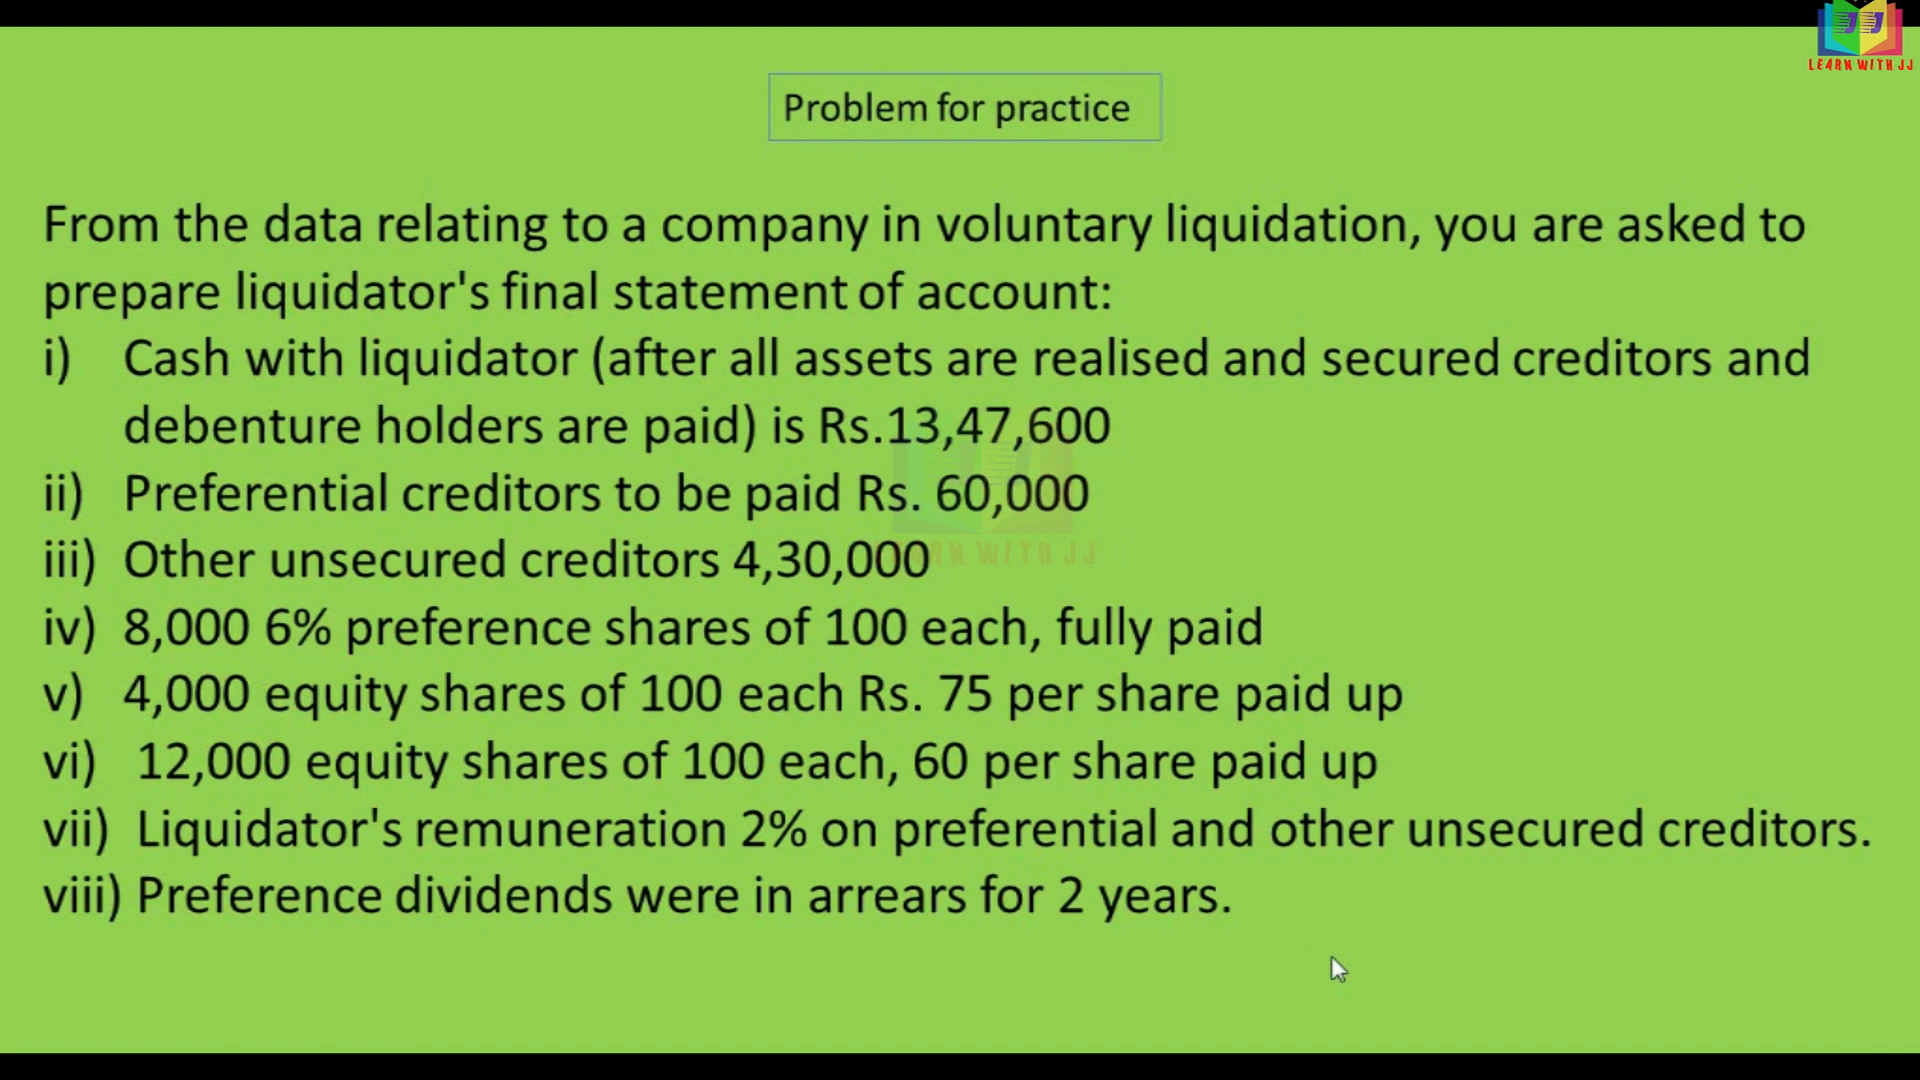 LEARN WITH JJ
Problem for practice
From the data relating to a company in voluntary liquidation, you are asked to
prepare liquidator's final statement of account:
i) Cash with liquidator (after all assets are realised and secured creditors and
debenture holders are paid) is Rs.13,47,600
ii) Preferential creditors to be paid Rs. 60,000
iii) Other unsecured creditors 4,30,000
LEARN WITH JJ
iv) 8,000 6% preference shares of 100 each, fully paid
v) 4,000 equity shares of 100 each Rs. 75 per share paid up
vi) 12,000 equity shares of 100 each, 60 per share paid up
vii) Liquidator's remuneration 2% on preferential and other unsecured creditors.
viii) Preference dividends were in arrears for 2 years.